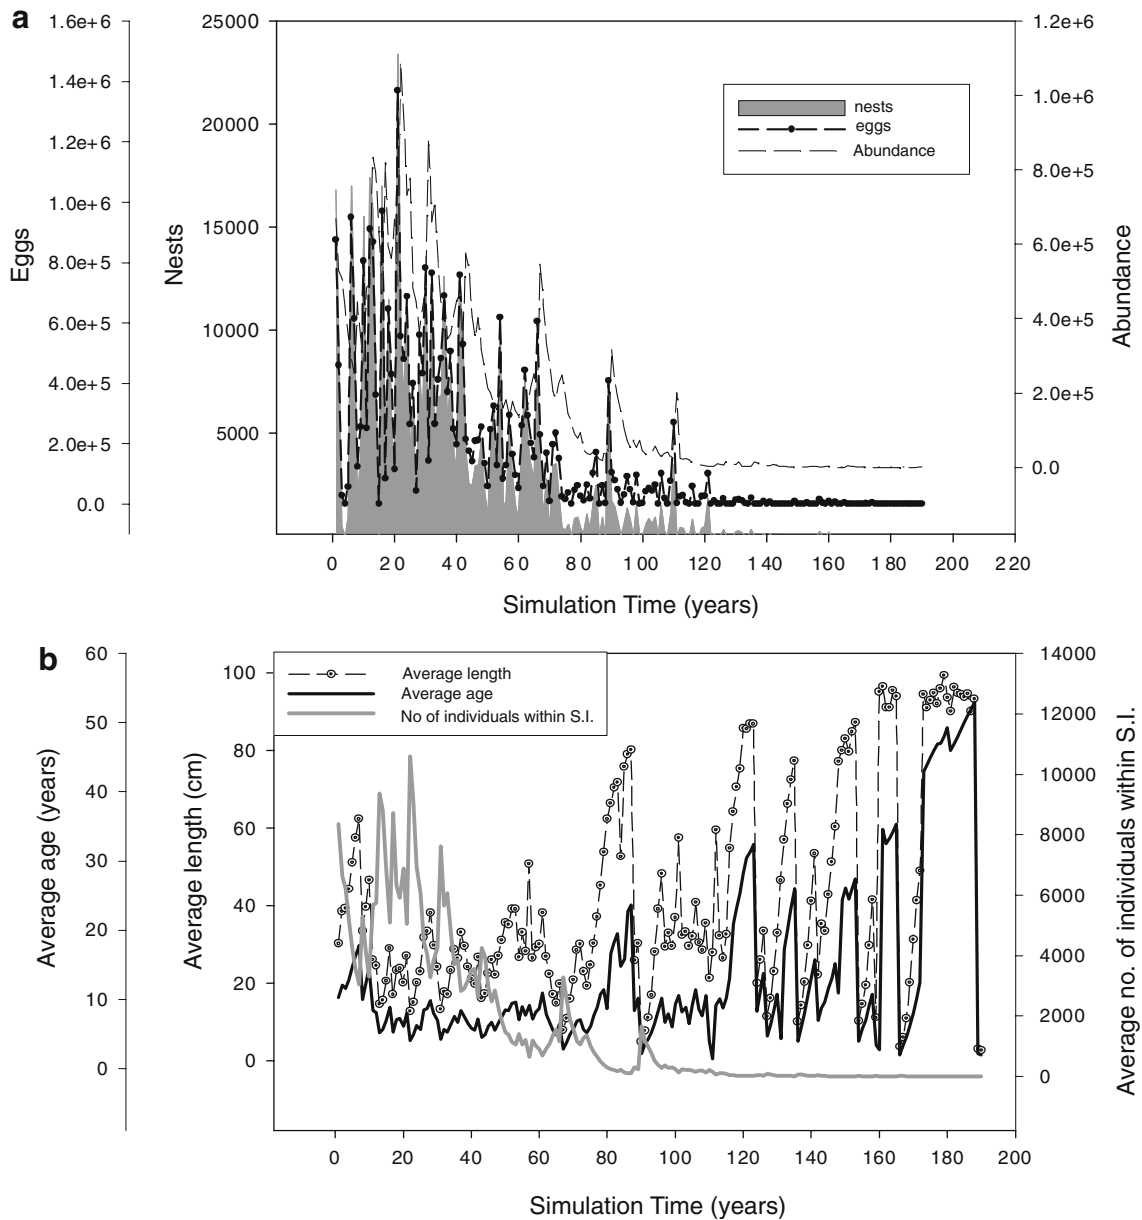 a
1.6e+6
1.4e+6
1.2e+6
1.0e+6
8.0e+5
6.0e+5
4.0e+5
2.0e+5
0.0
Eggs
25000
20000
15000
10000
5000
Nests
nests
eggs
Abundance
1.2e+6
1.0e+6
8.0e+5
6.0e+5
4.0e+5
2.0e+5
0.0
Abundance
0 20 40 60 80 100 120 140 160 180 200 220
Simulation Time (years)
b
60
50
40
30
20
10
0
Average age (years)
100
80
60
40
20
0
Average length (cm)
Average length
Average age
No of individuals within S.I.
14000
12000
10000
8000
6000
4000
2000
0
Average no. of individuals within S.I.
0 20 40 60 80 100 120 140 160 180 200
Simulation Time (years)